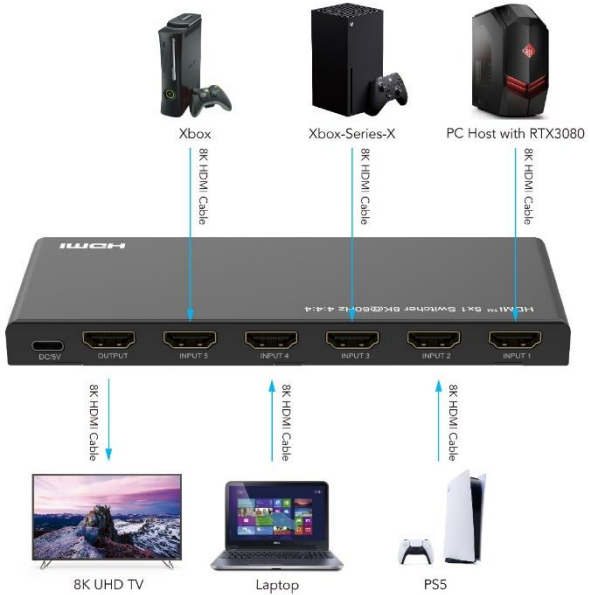 Xbox
Xbox-Series-X
PC Host with RTX3080
8K HDMI Cable
8K HDMI Cable
8K HDMI Cable
HDMI
HDMI™ 5x1 Switcher 8K@60Hz 4:4:4
DC/5V
OUTPUT
INPUT 5
INPUT 4
INPUT 3
INPUT 2
INPUT 1
8K HDMI Cable
8K HDMI Cable
8K HDMI Cable
8K UHD TV
Laptop
PS5